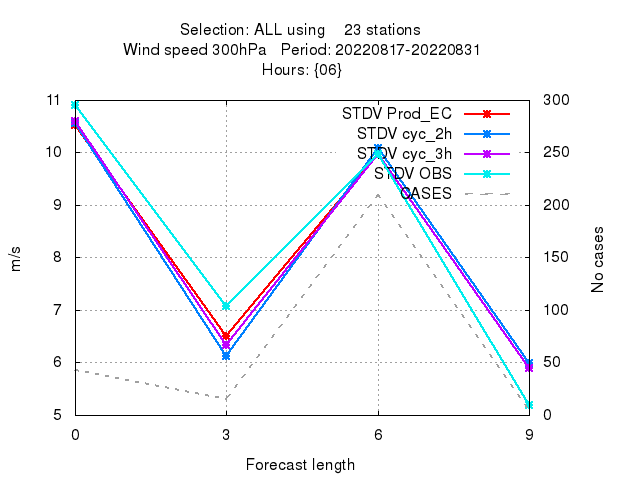 Selection: ALL using 23 stations
Wind speed 300hPa Period: 20220817-20220831
Hours: {06}
STDV Prod_EC
STDV cyc_2h
STDV cyc_3h
STDV OBS
CASES
11
10
9
8
7
6
5
300
250
200
150
100
50
0
m/s
No cases
0 3 6 9
Forecast length